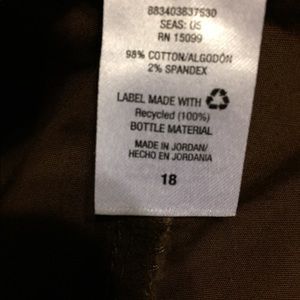 883403837530
SEAS: US
RN 15099
98% COTTON/ALGODÓN
2% SPANDEX
LABEL MADE WITH
Recycled (100%)
BOTTLE MATERIAL
MADE IN JORDAN/
HECHO EN JORDANIA
18